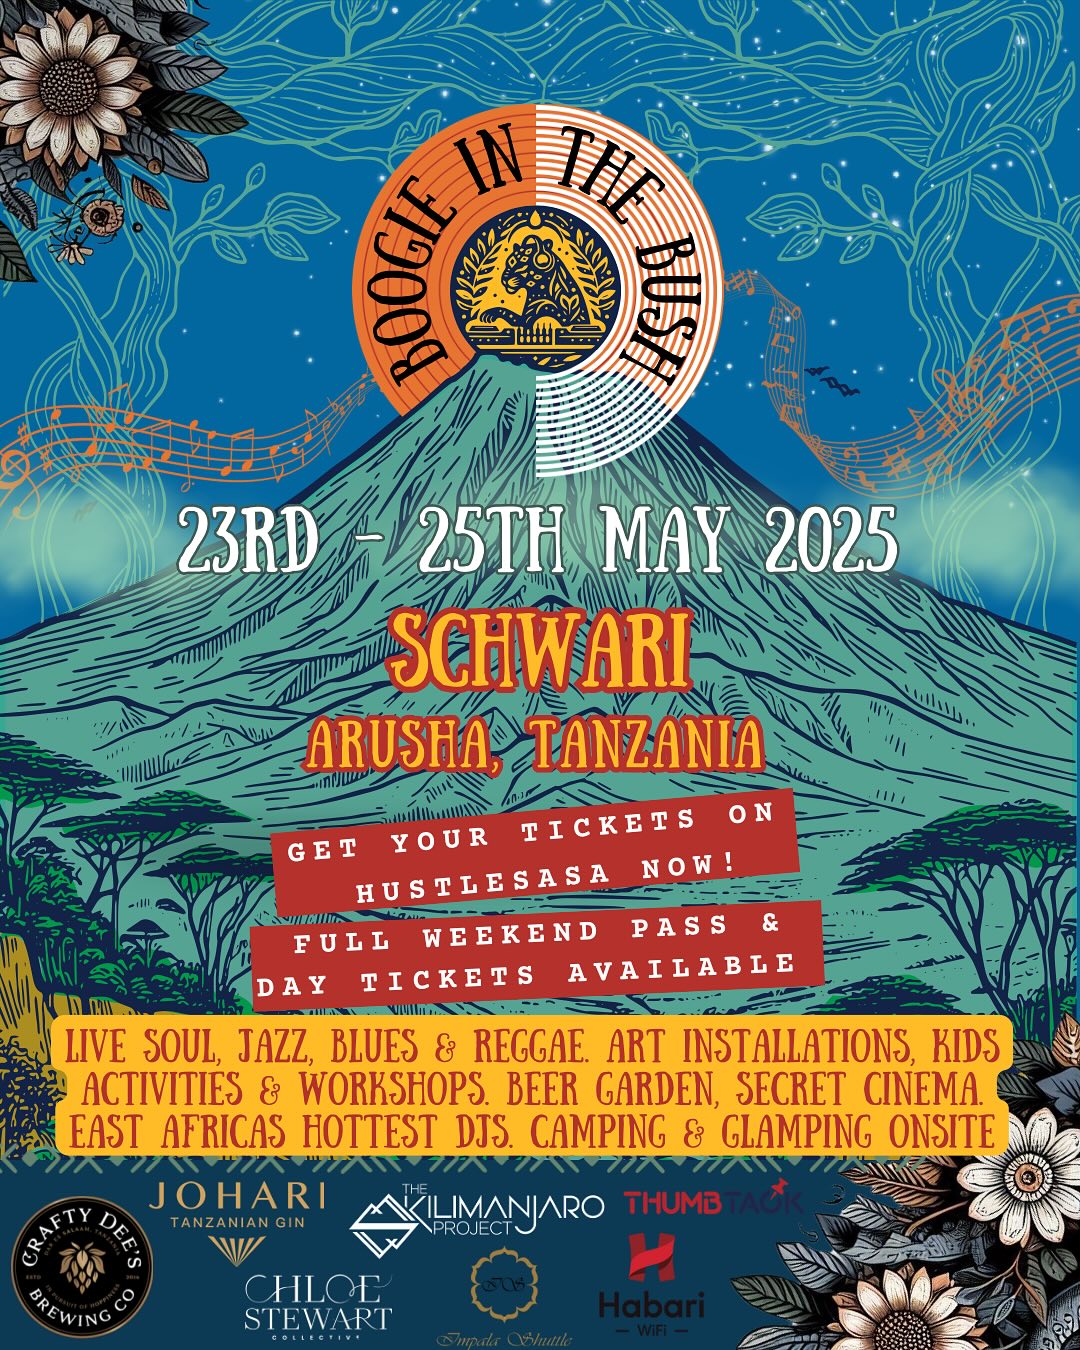 BOOGIE IN THE BUSH
23RD - 25TH MAY 2025
SCHWARI
ARUSHA, TANZANIA
GET YOUR TICKETS ON
HUSTLESASA NOW!
FULL WEEKEND PASS &
DAY TICKETS AVAILABLE
LIVE SOUL, JAZZ, BLUES & REGGAE. ART INSTALLATIONS, KIDS
ACTIVITIES & WORKSHOPS. BEER GARDEN, SECRET CINEMA.
EAST AFRICAS HOTTEST DJS. CAMPING & GLAMPING ONSITE
CRAFTY DEE'S
BREWING CO
JOHARI
TANZANIAN GIN
THE
KILIMANJARO
PROJECT
THUMBTACK
CHLOE
STEWART
COLLECTIVE
JS
Impala Shuttle
Habari
— WiFi —